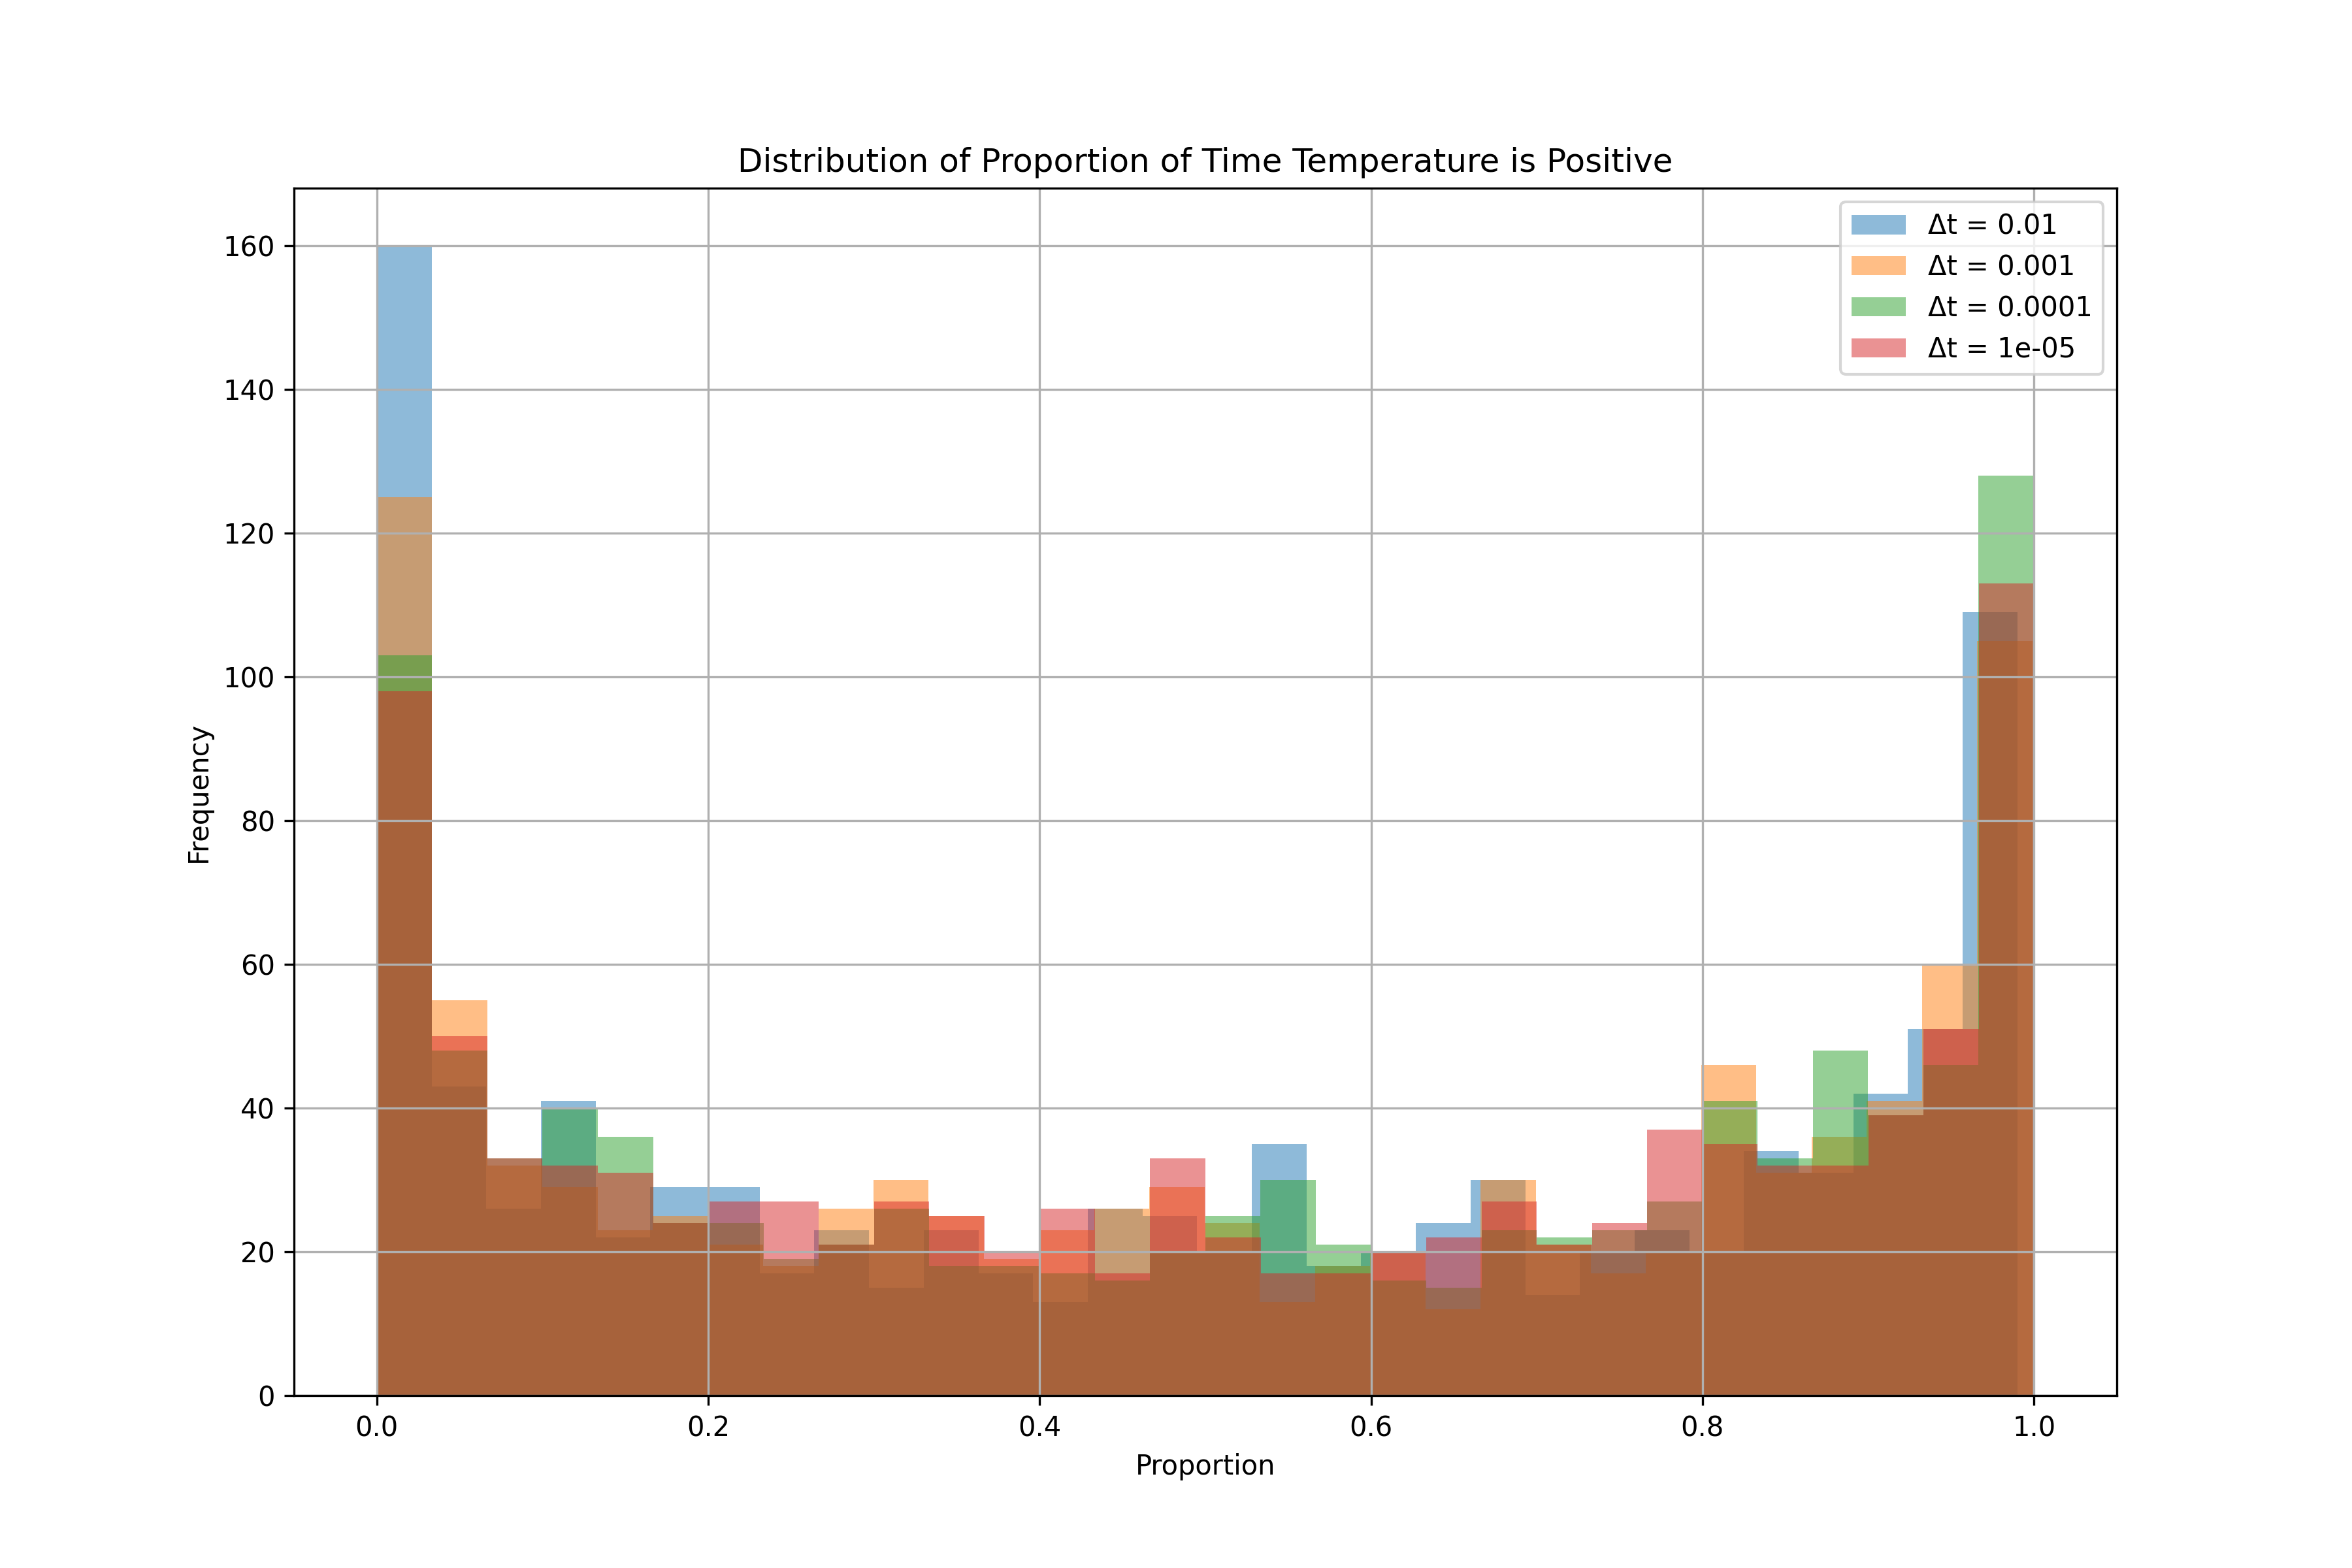 Distribution of Proportion of Time Temperature is Positive
Δt = 0.01
Δt = 0.001
Δt = 0.0001
Δt = 1e-05
160
140
120
100
80
60
40
20
0
Frequency
0.0 0.2 0.4 0.6 0.8 1.0
Proportion